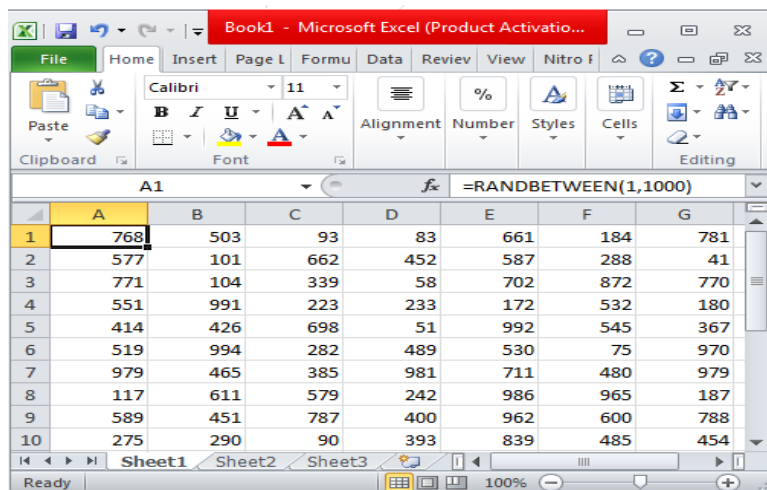 Book1 - Microsoft Excel (Product Activatio...
File Home Insert Page L Formu Data Reviev View Nitro F
Calibri 11
B I U A A
Paste Alignment Number Styles Cells
% A Σ
Clipboard Font Editing
A1 fx =RANDBETWEEN(1,1000)
A B C D E F G
1 768 503 93 83 661 184 781
2 577 101 662 452 587 288 41
3 771 104 339 58 702 872 770
4 551 991 223 233 172 532 180
5 414 426 698 51 992 545 367
6 519 994 282 489 530 75 970
7 979 465 385 981 711 480 979
8 117 611 579 242 986 965 187
9 589 451 787 400 962 600 788
10 275 290 90 393 839 485 454
Sheet1 Sheet2 Sheet3
Ready 100%